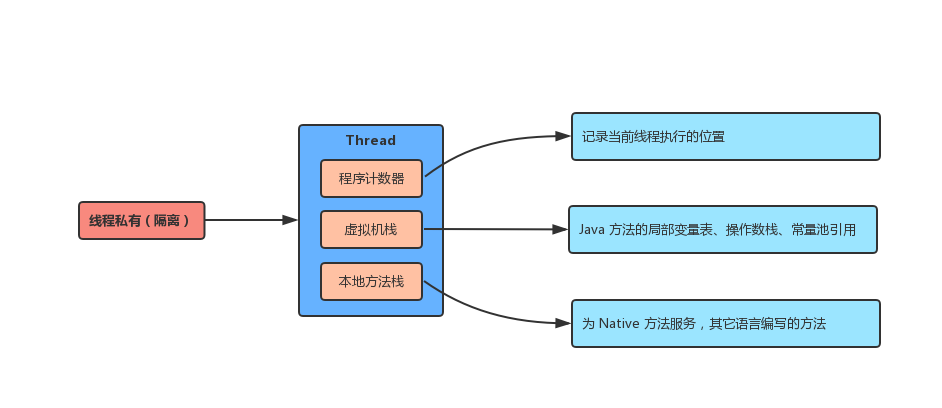 线程私有（隔离）
Thread
程序计数器
虚拟机栈
本地方法栈
记录当前线程执行的位置
Java 方法的局部变量表、操作数栈、常量池引用
为 Native 方法服务，其它语言编写的方法